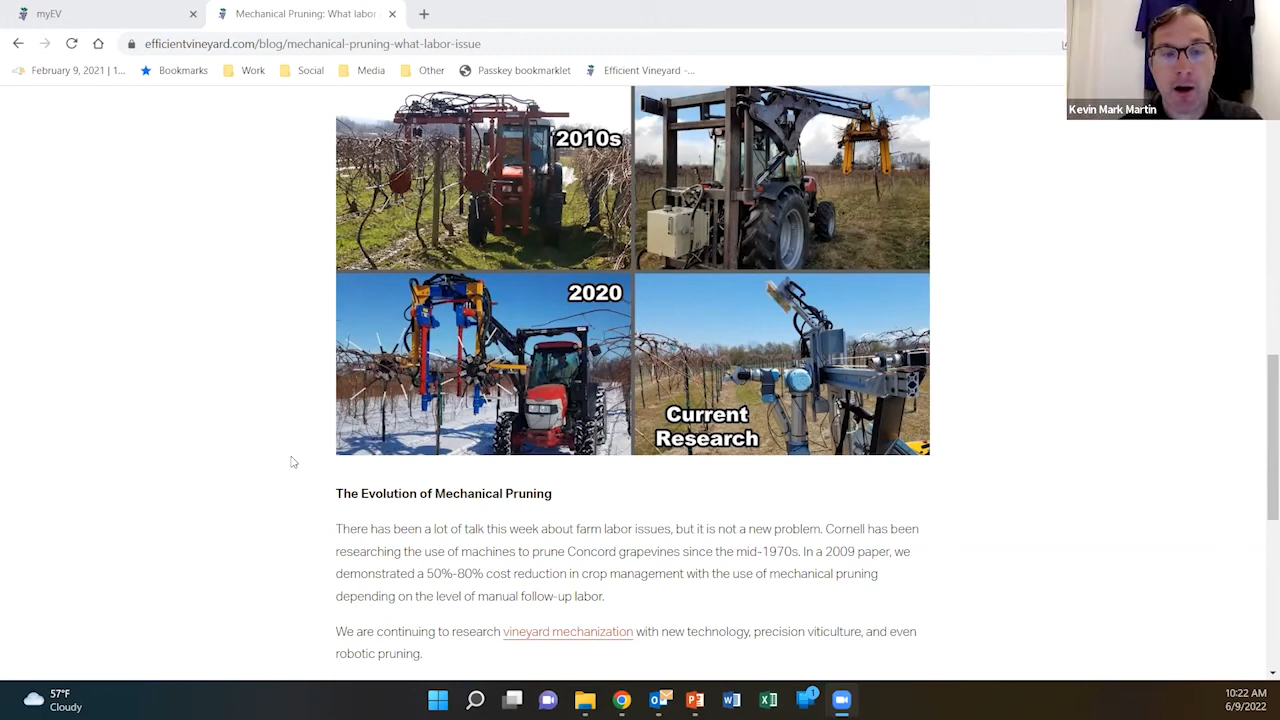 myEV
Mechanical Pruning: What labor
efficientvineyard.com/blog/mechanical-pruning-what-labor-issue
February 9, 2021 | 1...
Bookmarks
Work
Social
Media
Other
Passkey bookmarklet
Efficient Vineyard -...
Kevin Mark Martin
2010s
2020
Current
Research
The Evolution of Mechanical Pruning
There has been a lot of talk this week about farm labor issues, but it is not a new problem. Cornell has been
researching the use of machines to prune Concord grapevines since the mid-1970s. In a 2009 paper, we
demonstrated a 50%-80% cost reduction in crop management with the use of mechanical pruning
depending on the level of manual follow-up labor.
We are continuing to research vineyard mechanization with new technology, precision viticulture, and even
robotic pruning.
57°F
Cloudy
1
10:22 AM
6/9/2022